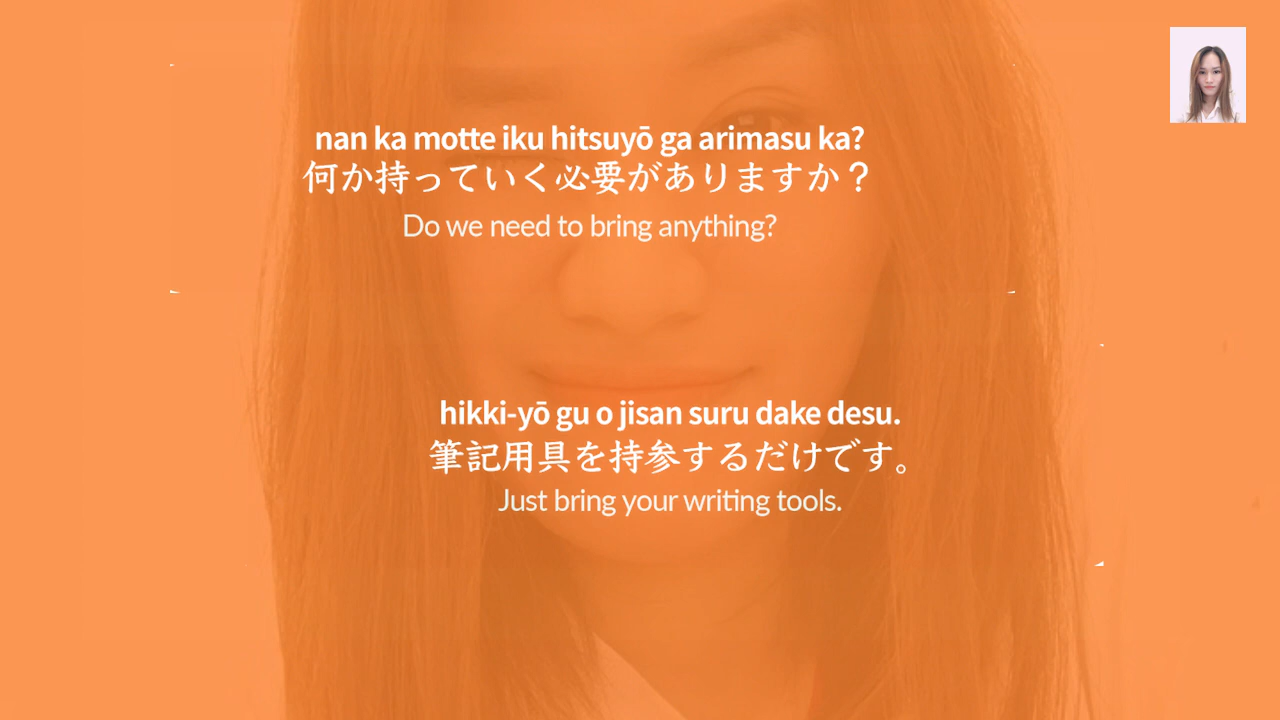 nan ka motte iku hitsuyō ga arimasu ka?
何か持っていく必要がありますか？
Do we need to bring anything?
hikki-yō gu o jisan suru dake desu.
筆記用具を持参するだけです。
Just bring your writing tools.